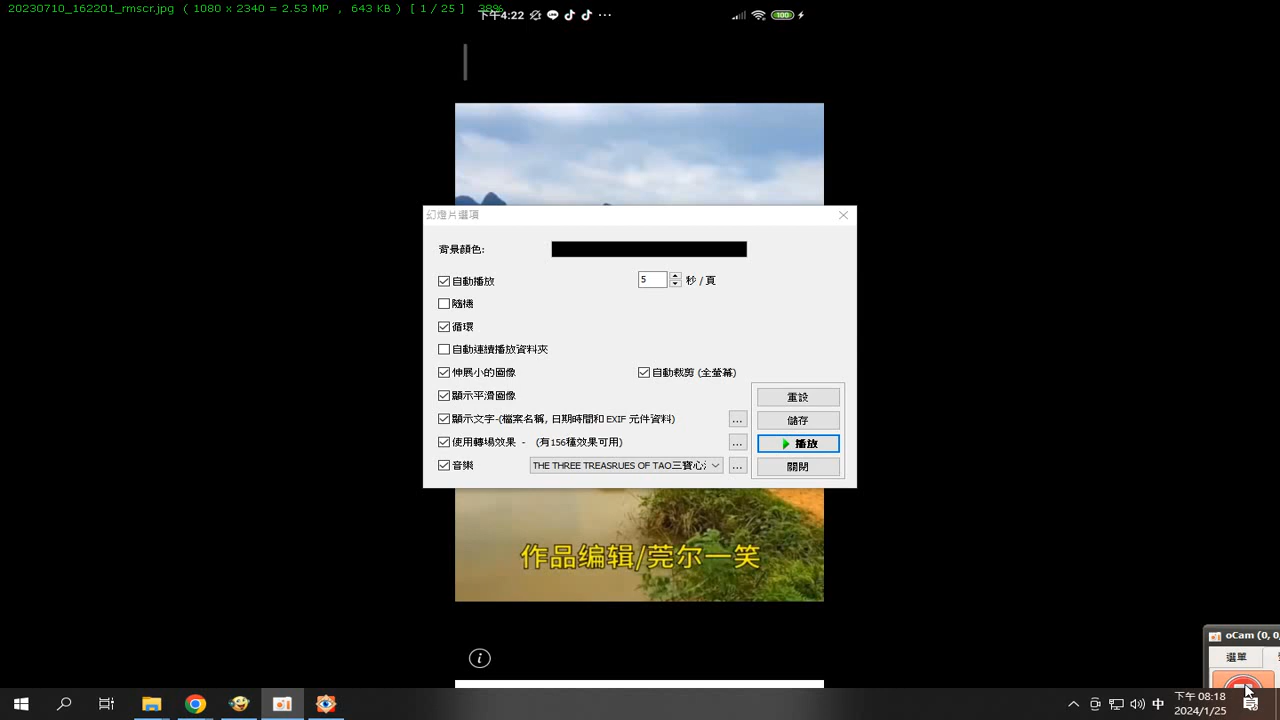 20230710_162201_rmscr.jpg ( 1080 x 2340 = 2.53 MP , 643 KB ) [ 1 / 25 ] 38%
下午4:22 ··· 100
幻燈片選項
背景顏色:
自動播放 5 秒 / 頁
隨機
循環
自動連續播放資料夾
伸展小的圖像 自動裁剪 (全螢幕)
顯示平滑圖像
重設
顯示文字-(檔案名稱, 日期時間和 EXIF 元件資料) ...
儲存
使用轉場效果 - (有156種效果可用) ...
播放
音樂 THE THREE TREASRUES OF TAO三寶心 ...
關閉
作品编辑/莞尔一笑
oCam (0, 0,
選單
中
下午 08:18
2024/1/25